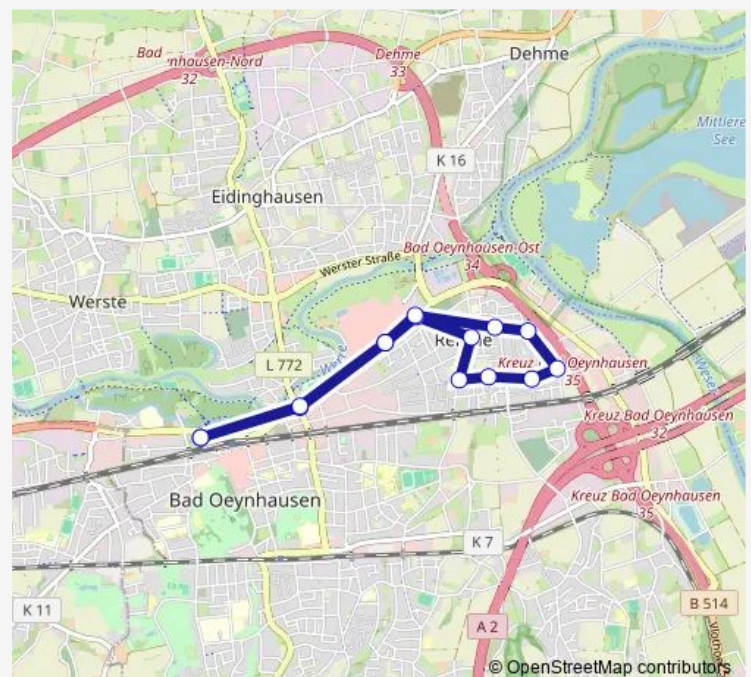 Dehme
Bad
nhausen-Nord
32
Dehme
33
Mittlere
See
K 16
Eidinghausen
Bad Oeynhausen-Ost
34
Werster Straße
Werste
L 772
Werre
Kreuz
Oeynhausen
35
Weser
Kreuz Bad Oeynhausen
32
Bad Oeynhausen
Kreuz Bad Oeynhausen
35
K 7
K 11
B 514
A 2
© OpenStreetMap contributors